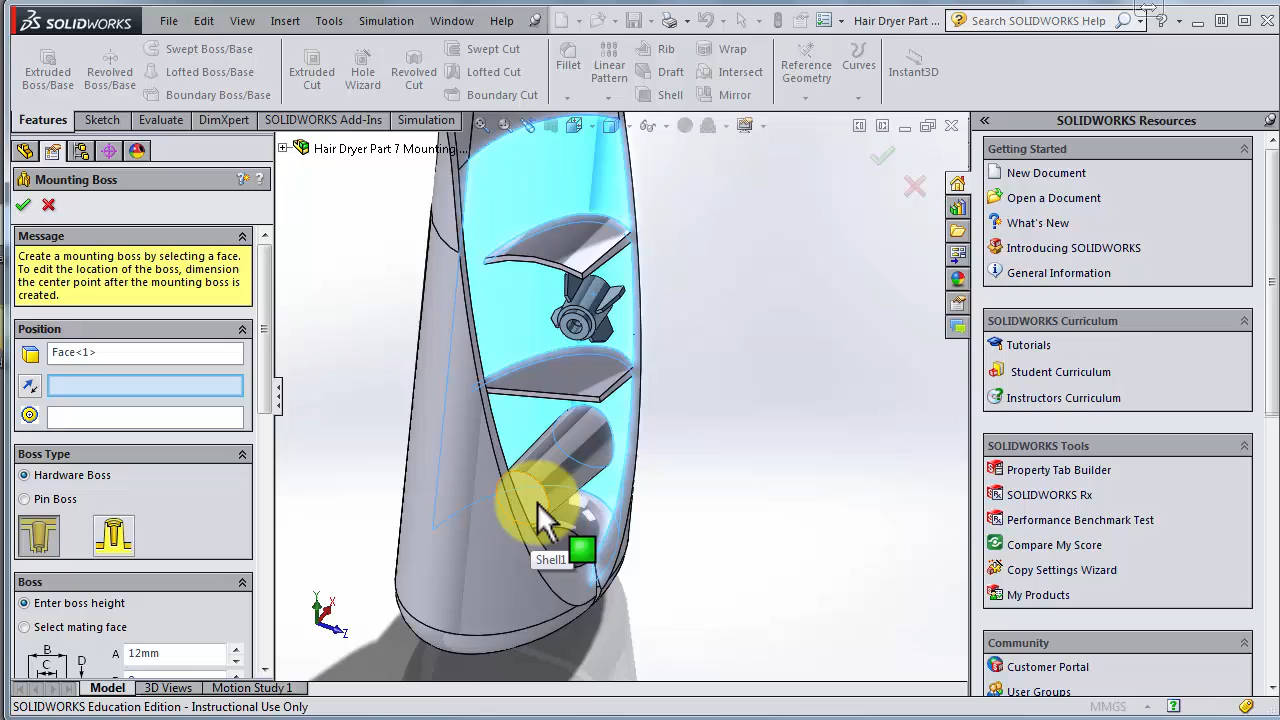 SOLIDWORKS File Edit View Insert Tools Simulation Window Help Hair Dryer Part ... Search SOLIDWORKS Help
Extruded Boss/Base
Revolved Boss/Base
Swept Boss/Base
Lofted Boss/Base
Boundary Boss/Base
Extruded Cut
Hole Wizard
Revolved Cut
Swept Cut
Lofted Cut
Boundary Cut
Fillet
Linear Pattern
Rib
Draft
Shell
Wrap
Intersect
Mirror
Reference Geometry
Curves
Instant3D
Features Sketch Evaluate DimXpert SOLIDWORKS Add-Ins Simulation
Hair Dryer Part 7 Mounting ...
Mounting Boss
Message
Create a mounting boss by selecting a face.
To edit the location of the boss, dimension
the center point after the mounting boss is
created.
Position
Face<1>
Boss Type
Hardware Boss
Pin Boss
Boss
Enter boss height
Select mating face
B
C
D
A 12mm
Shell1
Y
X
Z
SOLIDWORKS Resources
Getting Started
New Document
Open a Document
What's New
Introducing SOLIDWORKS
General Information
SOLIDWORKS Curriculum
Tutorials
Student Curriculum
Instructors Curriculum
SOLIDWORKS Tools
Property Tab Builder
SOLIDWORKS Rx
Performance Benchmark Test
Compare My Score
Copy Settings Wizard
My Products
Community
Customer Portal
User Groups
Model 3D Views Motion Study 1
SOLIDWORKS Education Edition - Instructional Use Only
MMGS